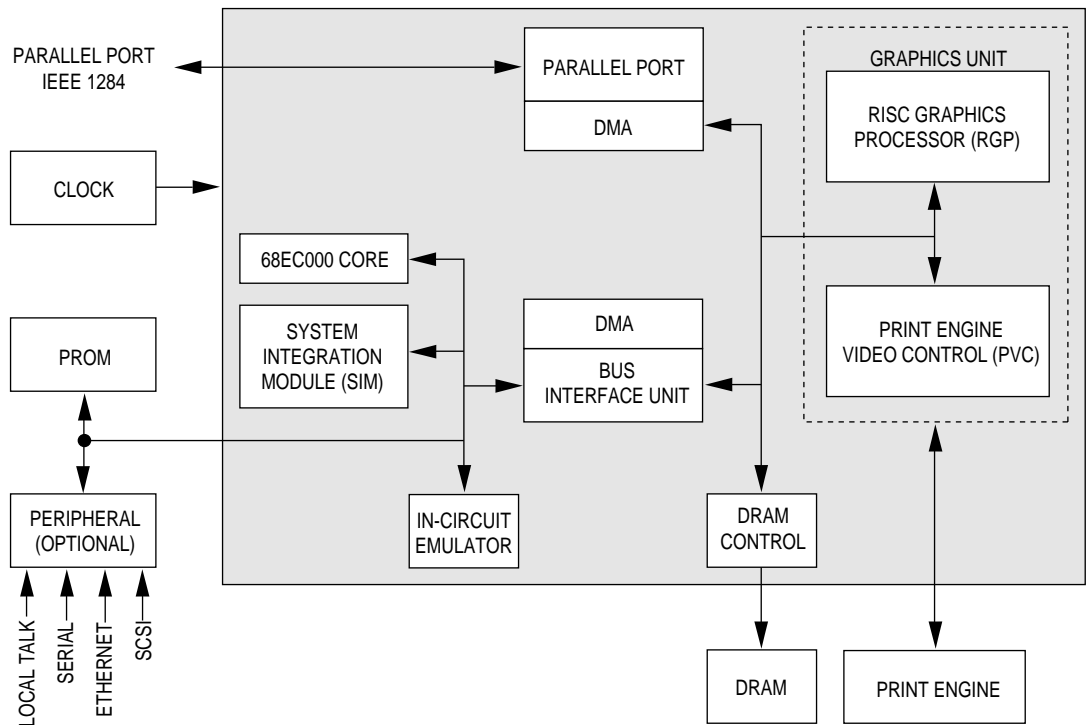 PARALLEL PORT
IEEE 1284
PARALLEL PORT
DMA
GRAPHICS UNIT
RISC GRAPHICS
PROCESSOR (RGP)
CLOCK
68EC000 CORE
SYSTEM
INTEGRATION
MODULE (SIM)
DMA
BUS
INTERFACE UNIT
PRINT ENGINE
VIDEO CONTROL (PVC)
PROM
PERIPHERAL
(OPTIONAL)
IN-CIRCUIT
EMULATOR
DRAM
CONTROL
LOCAL TALK
SERIAL
ETHERNET
SCSI
DRAM
PRINT ENGINE